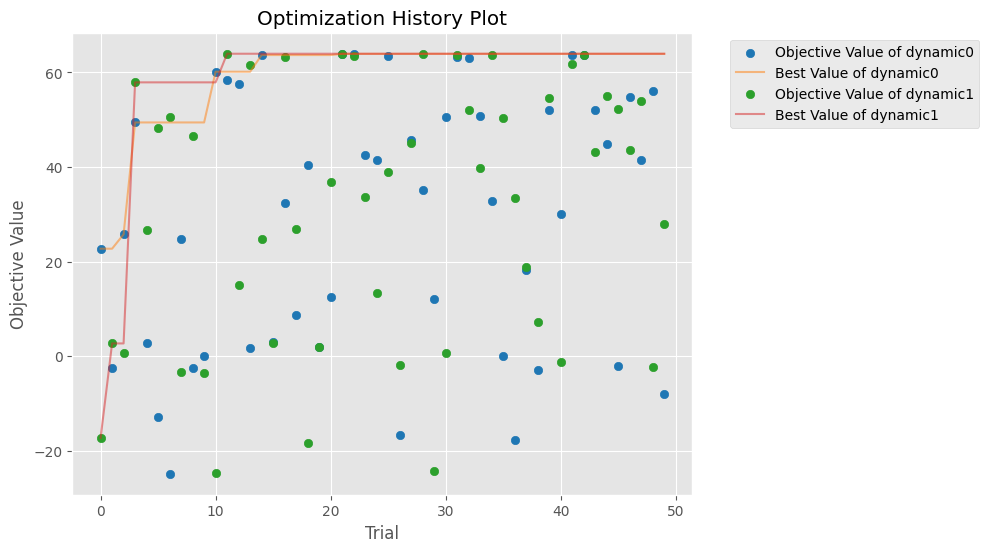 Optimization History Plot
Objective Value
60
40
20
0
−20
0
10
20
30
40
50
Trial
Objective Value of dynamic0
Best Value of dynamic0
Objective Value of dynamic1
Best Value of dynamic1